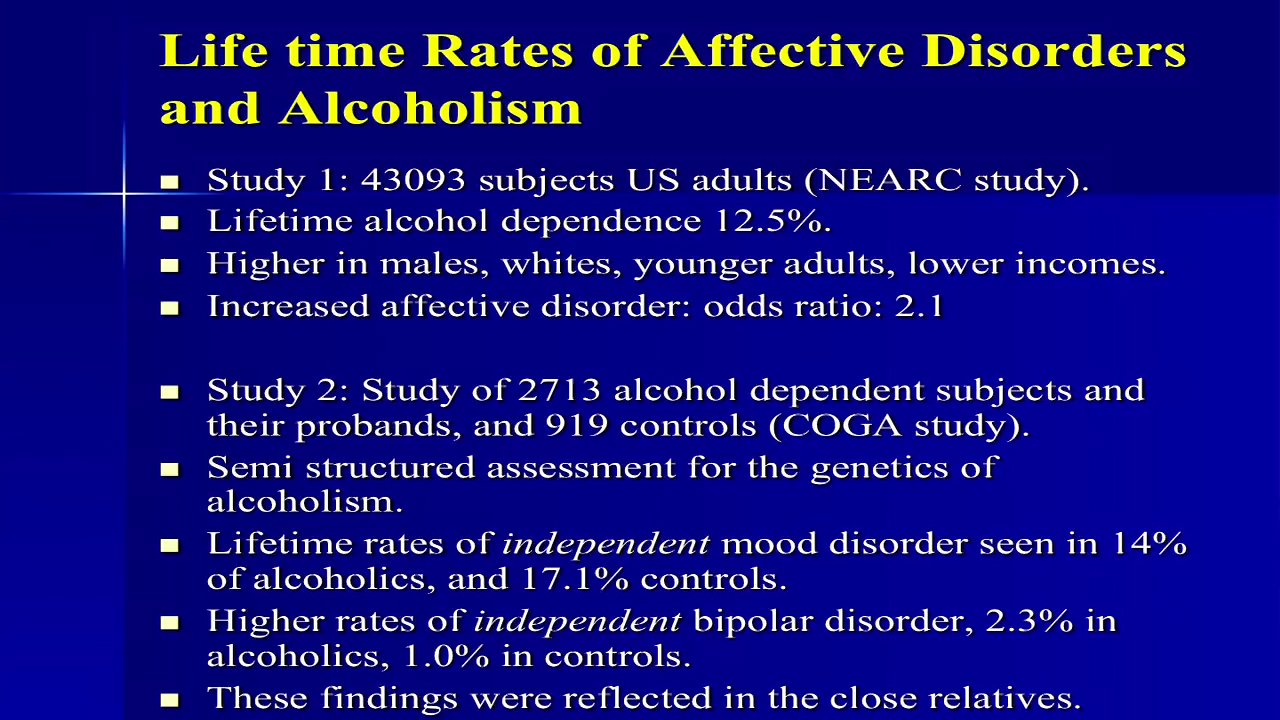 Life time Rates of Affective Disorders
and Alcoholism
Study 1: 43093 subjects US adults (NEARC study).
Lifetime alcohol dependence 12.5%.
Higher in males, whites, younger adults, lower incomes.
Increased affective disorder: odds ratio: 2.1
Study 2: Study of 2713 alcohol dependent subjects and
their probands, and 919 controls (COGA study).
Semi structured assessment for the genetics of
alcoholism.
Lifetime rates of independent mood disorder seen in 14%
of alcoholics, and 17.1% controls.
Higher rates of independent bipolar disorder, 2.3% in
alcoholics, 1.0% in controls.
These findings were reflected in the close relatives.